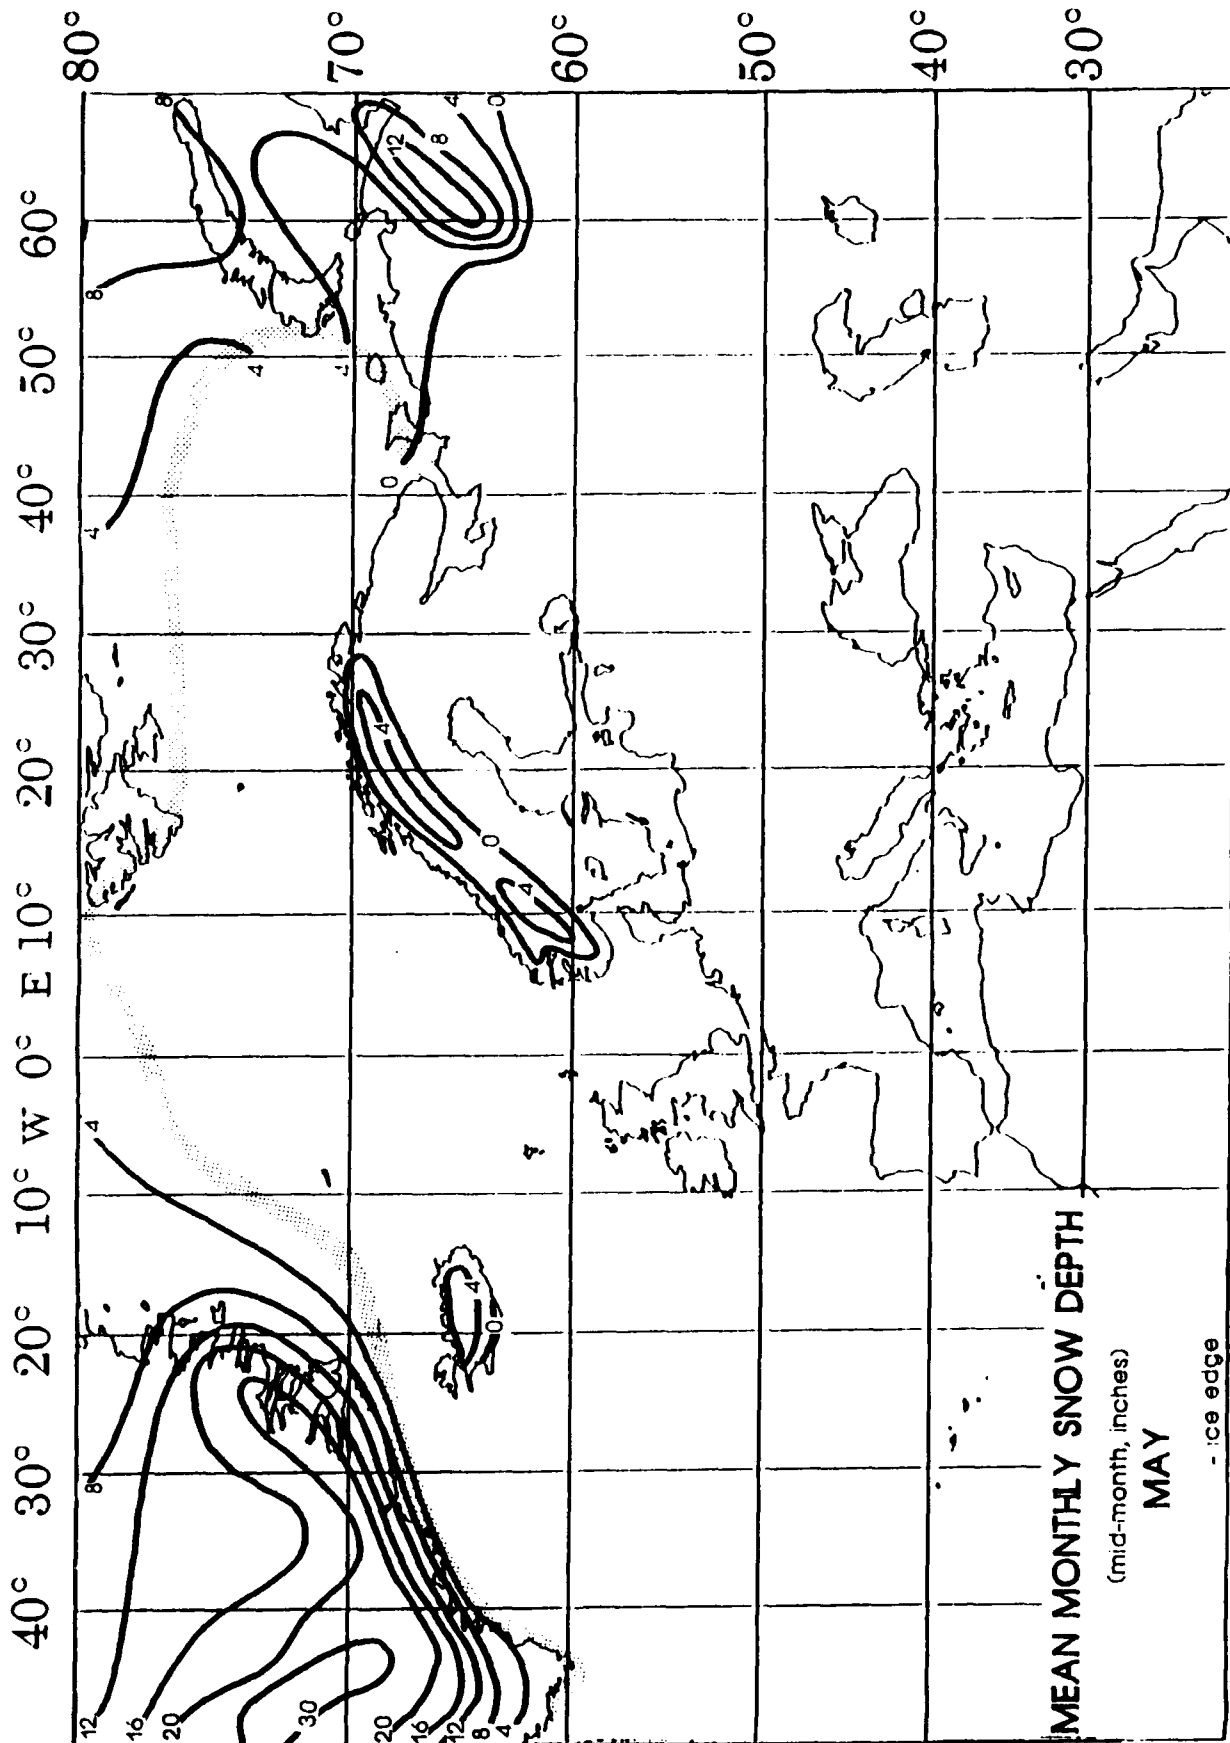 40° 30° 20° 10° W 0° E 10° 20° 30° 40° 50° 60°
12 8 4 4 8 80°
16
20 8
4
30
4 70°
20 4 0 12
16 8
12 4
8 4 0 0
4 0 4
60°
50°
40°
30°
MEAN MONTHLY SNOW DEPTH
(mid-month, inches)
MAY
- ice edge